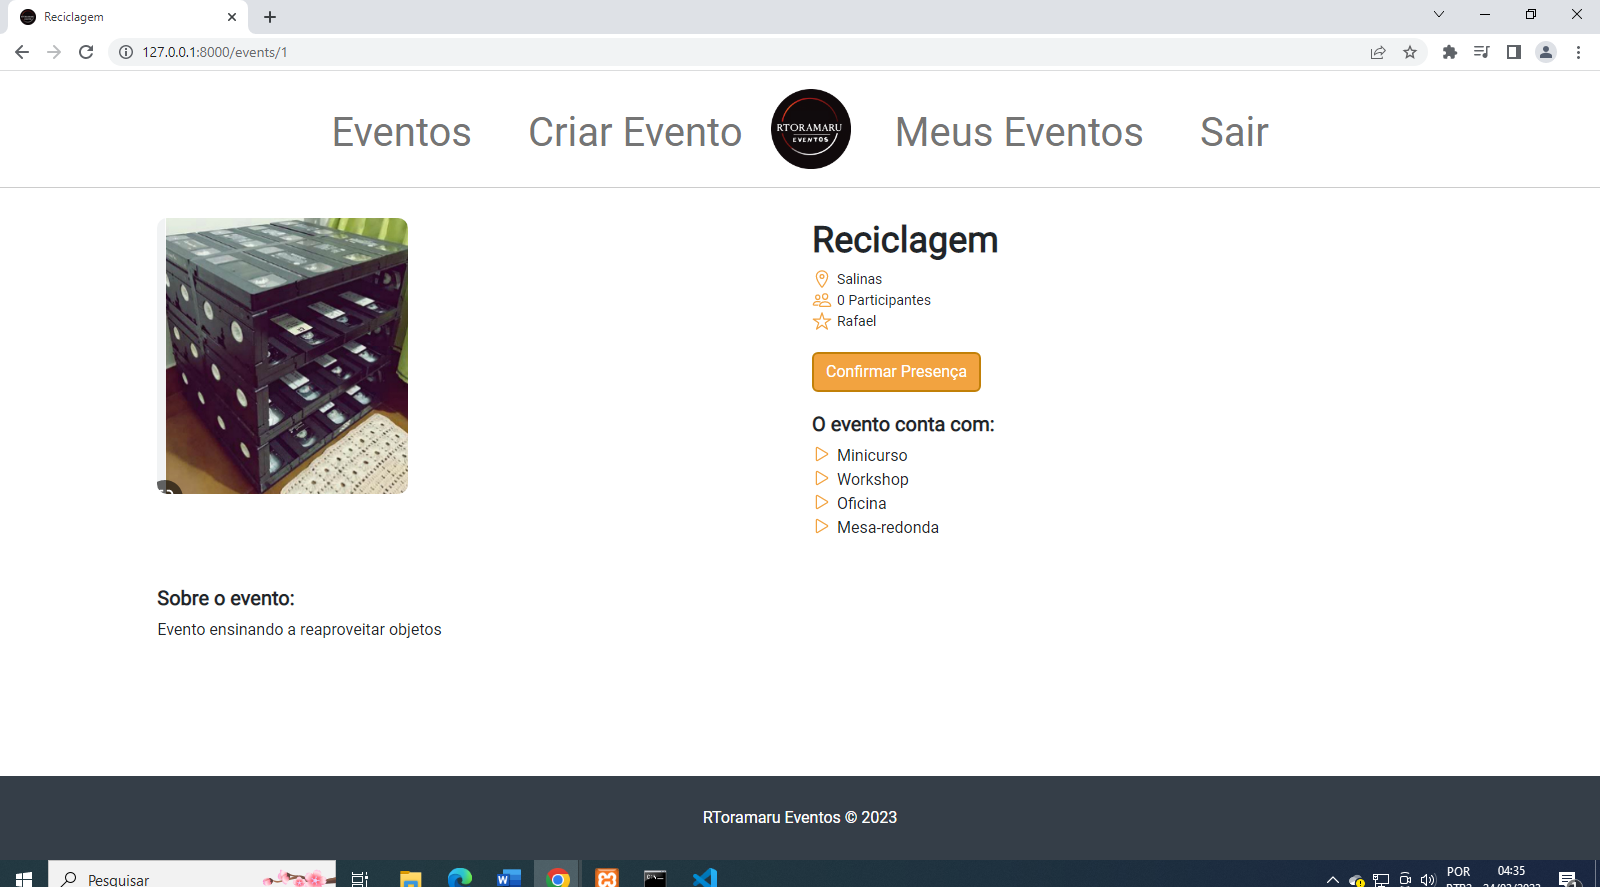 Reciclagem
127.0.0.1:8000/events/1
Eventos
Criar Evento
RTORAMARU
EVENTOS
Meus Eventos
Sair
Reciclagem
Salinas
0 Participantes
Rafael
Confirmar Presença
O evento conta com:
Minicurso
Workshop
Oficina
Mesa-redonda
Sobre o evento:
Evento ensinando a reaproveitar objetos
RToramaru Eventos © 2023
Pesquisar
POR
04:35